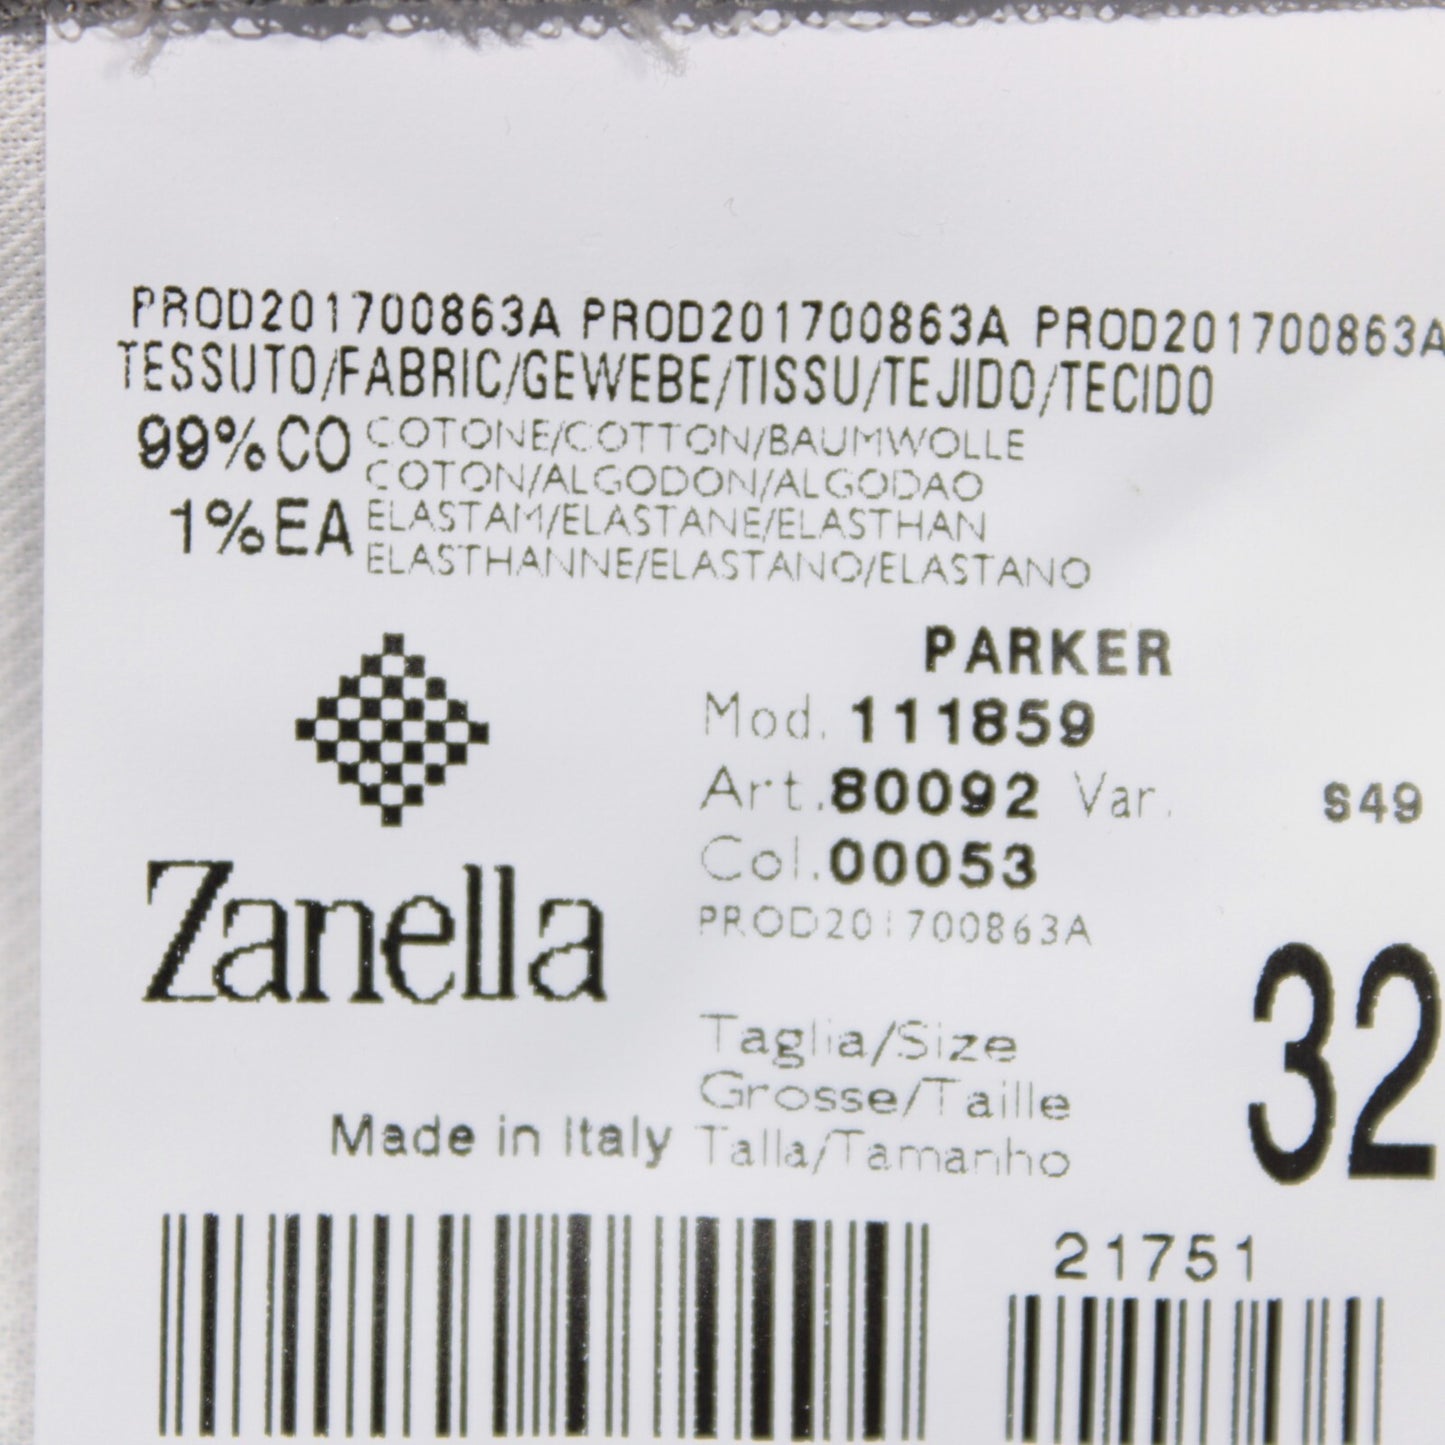 PROD201700863A PROD201700863A PROD201700863A
TESSUTO/FABRIC/GEWEBE/TISSU/TEJIDO/TECIDO
99%CO COTONE/COTTON/BAUMWOLLE
COTON/ALGODON/ALGODAO
1%EA ELASTAM/ELASTANE/ELASTHAN
ELASTHANNE/ELASTANO/ELASTANO
PARKER
Mod. 111859
Art.80092 Var. S49
Col.00053
PROD201700863A
Zanella
32
Taglia/Size
Grosse/Taille
Made in Italy Talla/Tamanho
21751